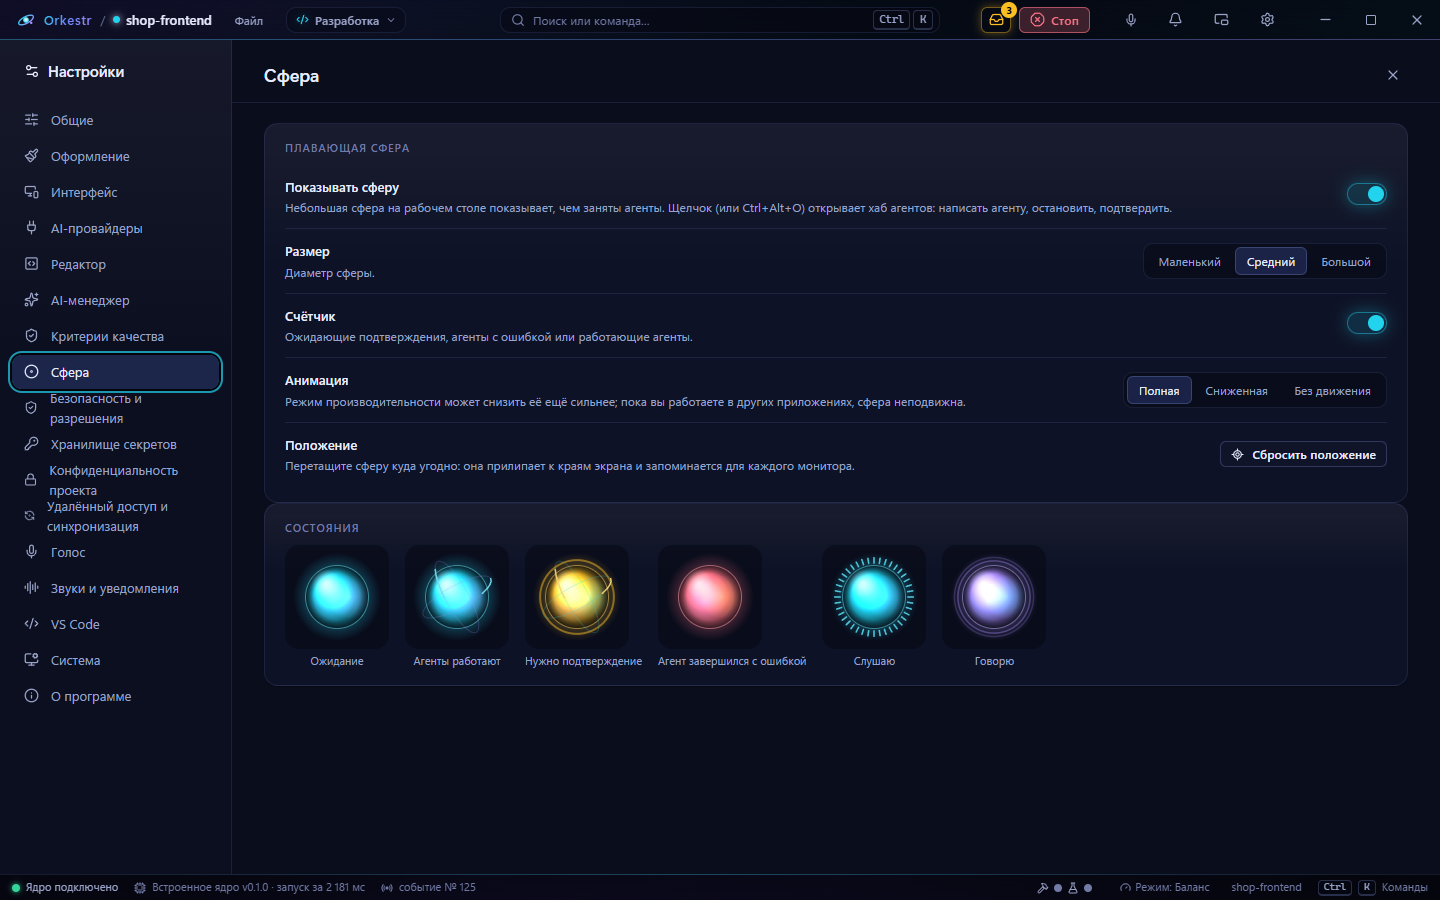 Orkestr / shop-frontend Файл Разработка Поиск или команда... Ctrl K 3 Стоп
Настройки
Общие
Оформление
Интерфейс
AI-провайдеры
Редактор
AI-менеджер
Критерии качества
Сфера
Безопасность и
разрешения
Хранилище секретов
Конфиденциальность
проекта
Удалённый доступ и
синхронизация
Голос
Звуки и уведомления
VS Code
Система
О программе
Сфера
ПЛАВАЮЩАЯ СФЕРА
Показывать сферу
Небольшая сфера на рабочем столе показывает, чем заняты агенты. Щелчок (или Ctrl+Alt+O) открывает хаб агентов: написать агенту, остановить, подтвердить.
Размер
Диаметр сферы.
Маленький Средний Большой
Счётчик
Ожидающие подтверждения, агенты с ошибкой или работающие агенты.
Анимация
Режим производительности может снизить её ещё сильнее; пока вы работаете в других приложениях, сфера неподвижна.
Полная Сниженная Без движения
Положение
Перетащите сферу куда угодно: она прилипает к краям экрана и запоминается для каждого монитора.
Сбросить положение
СОСТОЯНИЯ
Ожидание Агенты работают Нужно подтверждение Агент завершился с ошибкой Слушаю Говорю
Ядро подключено Встроенное ядро v0.1.0 · запуск за 2 181 мс событие № 125 Режим: Баланс shop-frontend Ctrl K Команды